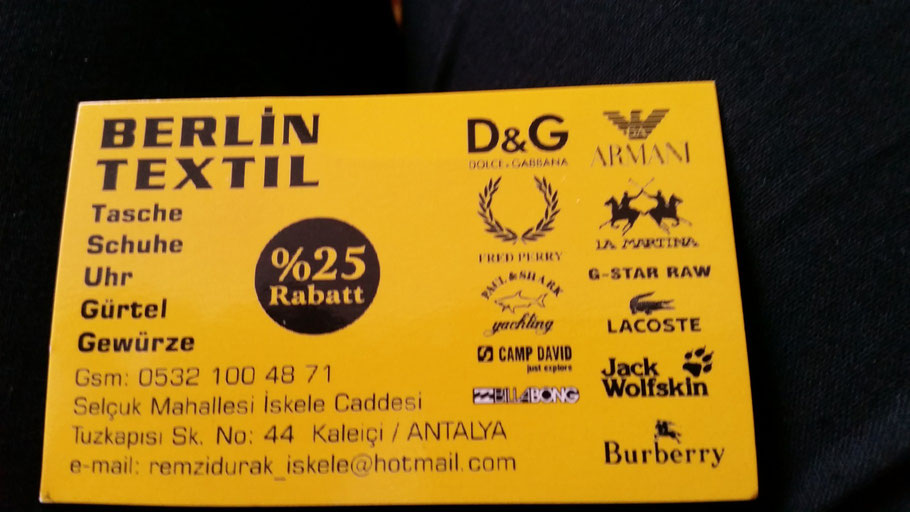 BERLİN
TEXTIL
Tasche
Schuhe
Uhr
Gürtel
Gewürze
%25
Rabatt
Gsm: 0532 100 48 71
Selçuk Mahallesi İskele Caddesi
Tuzkapısı Sk. No: 44 Kaleiçi / ANTALYA
e-mail: remzidurak_iskele@hotmail.com
D&G
DOLCE & GABBANA
FRED PERRY
PAUL & SHARK
yachting
CAMP DAVID
just explore
BILLABONG
ARMANI
LA MARTINA
G-STAR RAW
LACOSTE
Jack
Wolfskin
Burberry